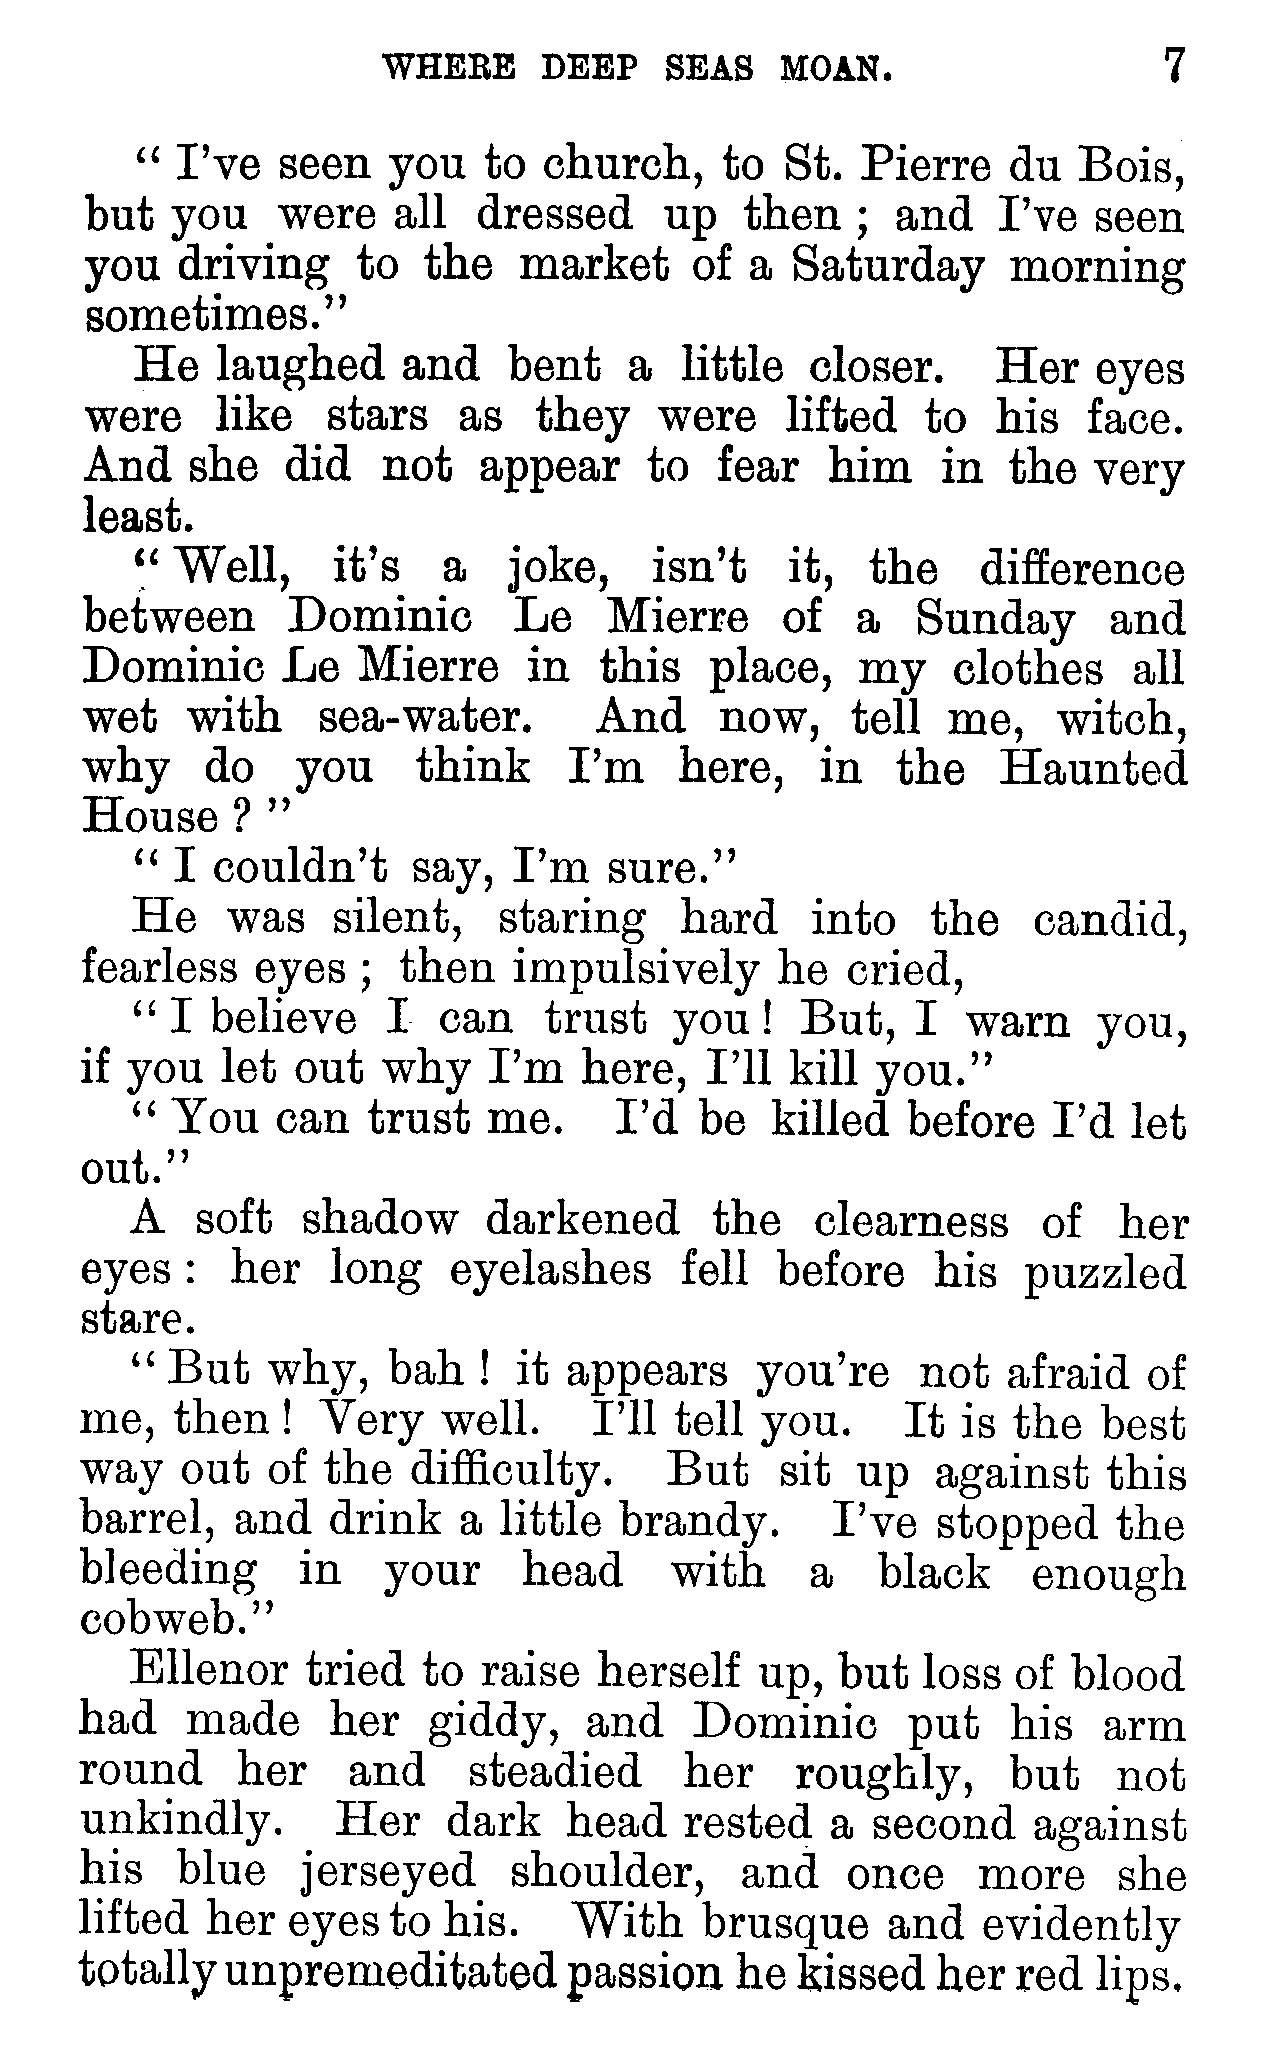 WHERE DEEP SEAS MOAN. 7
" I've seen you to church, to St. Pierre du Bois,
but you were all dressed up then ; and I've seen
you driving to the market of a Saturday morning
sometimes."
He laughed and bent a little closer. Her eyes
were like stars as they were lifted to his face.
And she did not appear to fear him in the very
least.
" Well, it's a joke, isn't it, the difference
between Dominic Le Mierre of a Sunday and
Dominic Le Mierre in this place, my clothes all
wet with sea-water. And now, tell me, witch,
why do you think I'm here, in the Haunted
House ? "
" I couldn't say, I'm sure."
He was silent, staring hard into the candid,
fearless eyes ; then impulsively he cried,
" I believe I can trust you ! But, I warn you,
if you let out why I'm here, I'll kill you."
" You can trust me. I'd be killed before I'd let
out."
A soft shadow darkened the clearness of her
eyes : her long eyelashes fell before his puzzled
stare.
" But why, bah ! it appears you're not afraid of
me, then ! Very well. I'll tell you. It is the best
way out of the difficulty. But sit up against this
barrel, and drink a little brandy. I've stopped the
bleeding in your head with a black enough
cobweb."
Ellenor tried to raise herself up, but loss of blood
had made her giddy, and Dominic put his arm
round her and steadied her roughly, but not
unkindly. Her dark head rested a second against
his blue jerseyed shoulder, and once more she
lifted her eyes to his. With brusque and evidently
totally unpremeditated passion he kissed her red lips.